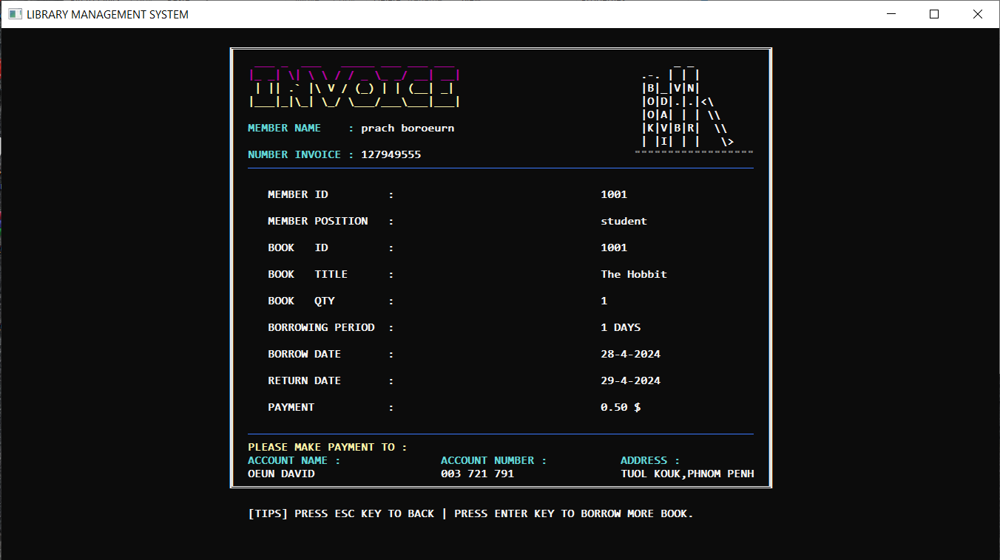 LIBRARY MANAGEMENT SYSTEM
INVOICE
MEMBER NAME : prach boroeurn
NUMBER INVOICE : 127949555
MEMBER ID : 1001
MEMBER POSITION : student
BOOK ID : 1001
BOOK TITLE : The Hobbit
BOOK QTY : 1
BORROWING PERIOD : 1 DAYS
BORROW DATE : 28-4-2024
RETURN DATE : 29-4-2024
PAYMENT : 0.50 $
PLEASE MAKE PAYMENT TO :
ACCOUNT NAME : ACCOUNT NUMBER : ADDRESS :
OEUN DAVID 003 721 791 TUOL KOUK,PHNOM PENH
[TIPS] PRESS ESC KEY TO BACK | PRESS ENTER KEY TO BORROW MORE BOOK.